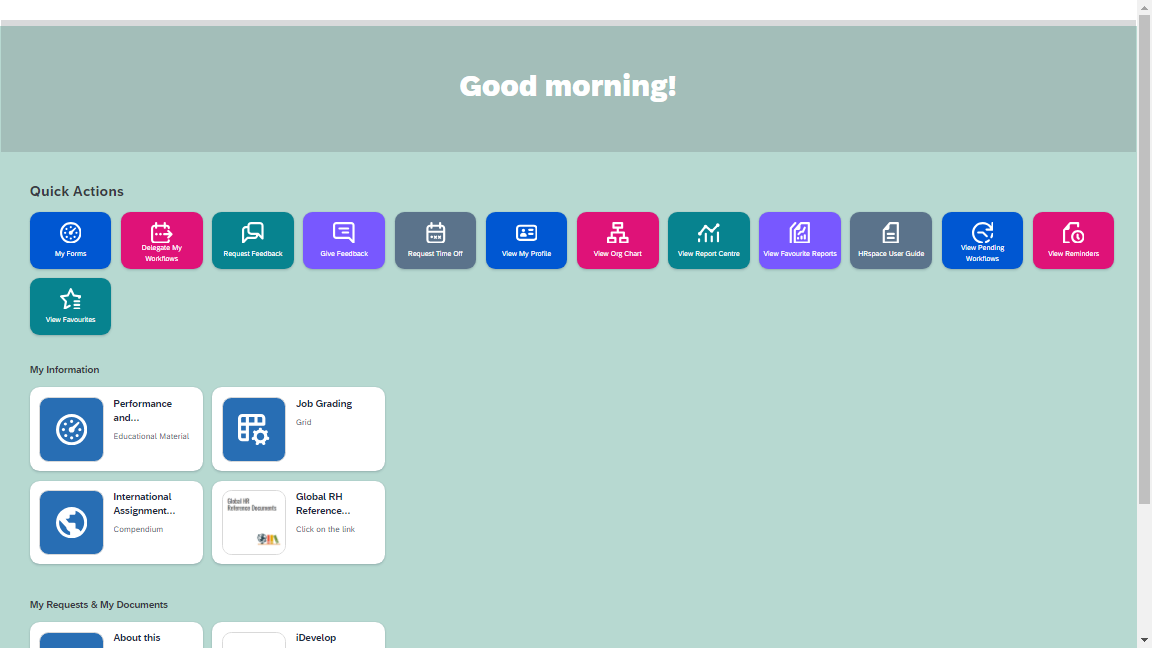 Good morning!
Quick Actions
My Forms
Delegate My
Workflows
Request Feedback
Give Feedback
Request Time Off
View My Profile
View Org Chart
View Report Centre
View Favourite Reports
HRspace User Guide
View Pending
Workflows
View Reminders
View Favourites
My Information
Performance
and...
Educational Material
Job Grading
Grid
International
Assignment...
Compendium
Global HR
Reference Documents
Global RH
Reference...
Click on the link
My Requests & My Documents
About this
iDevelop